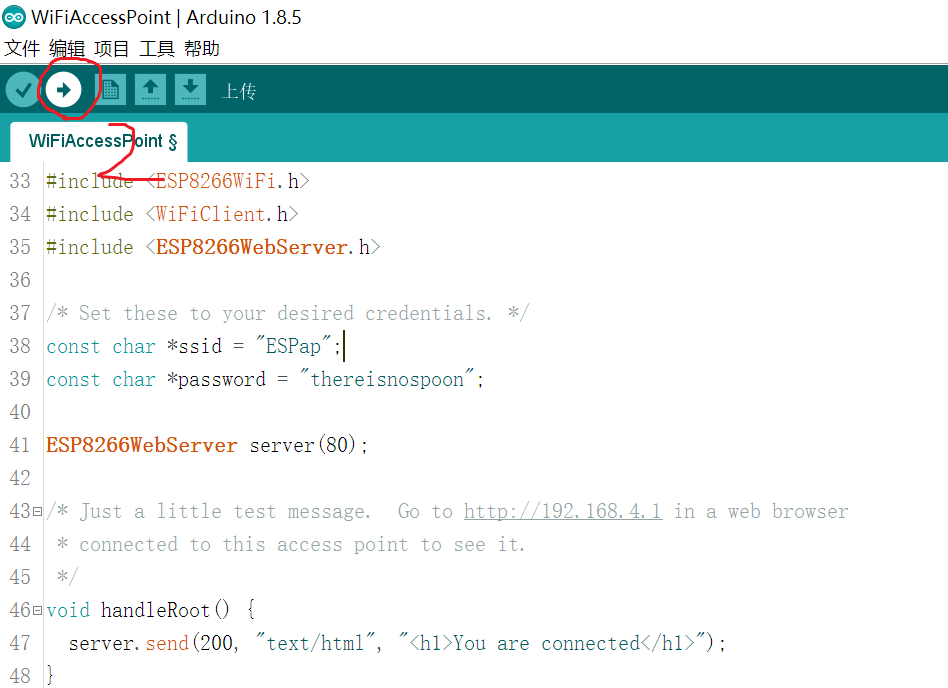 WiFiAccessPoint | Arduino 1.8.5
文件 编辑 项目 工具 帮助
上传
WiFiAccessPoint §
2
33 #include <ESP8266WiFi.h>
34 #include <WiFiClient.h>
35 #include <ESP8266WebServer.h>
36
37 /* Set these to your desired credentials. */
38 const char *ssid = "ESPap";
39 const char *password = "thereisnospoon";
40
41 ESP8266WebServer server(80);
42
43 /* Just a little test message.  Go to http://192.168.4.1 in a web browser
44  * connected to this access point to see it.
45  */
46 void handleRoot() {
47   server.send(200, "text/html", "<h1>You are connected</h1>");
48 }